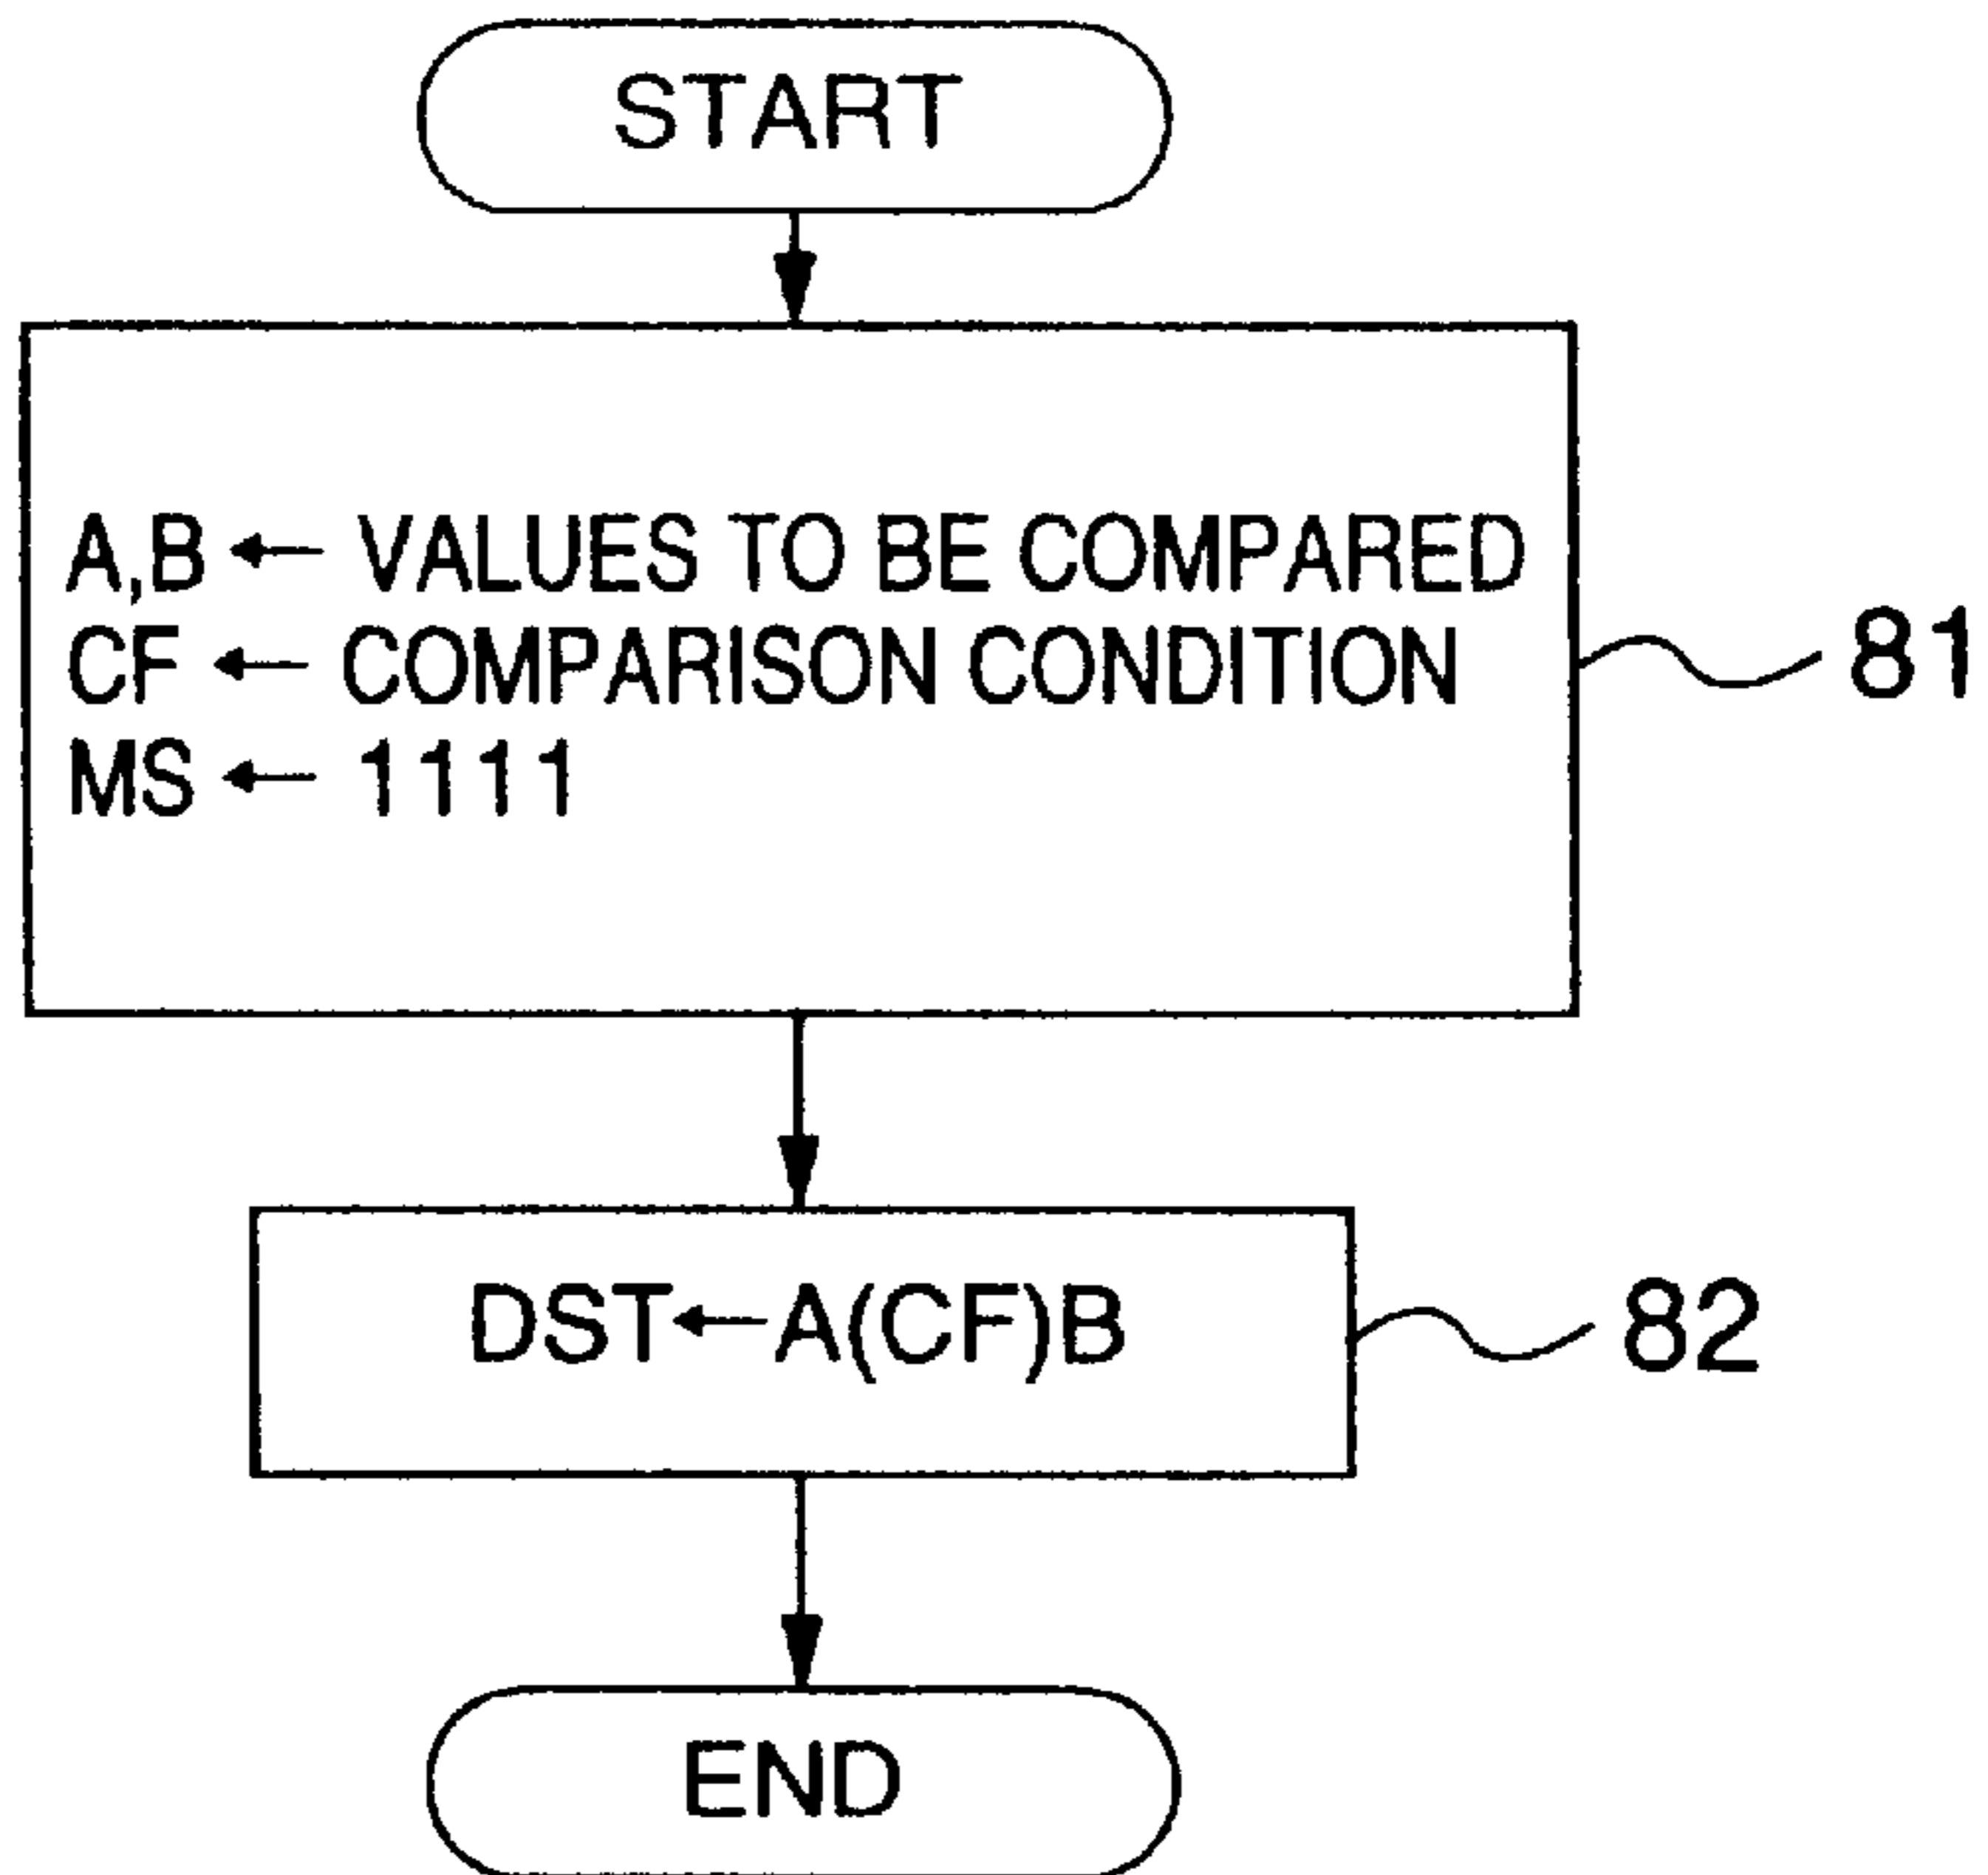 START
A,B ← VALUES TO BE COMPARED
CF ← COMPARISON CONDITION
MS ← 1111
81
DST←A(CF)B
82
END